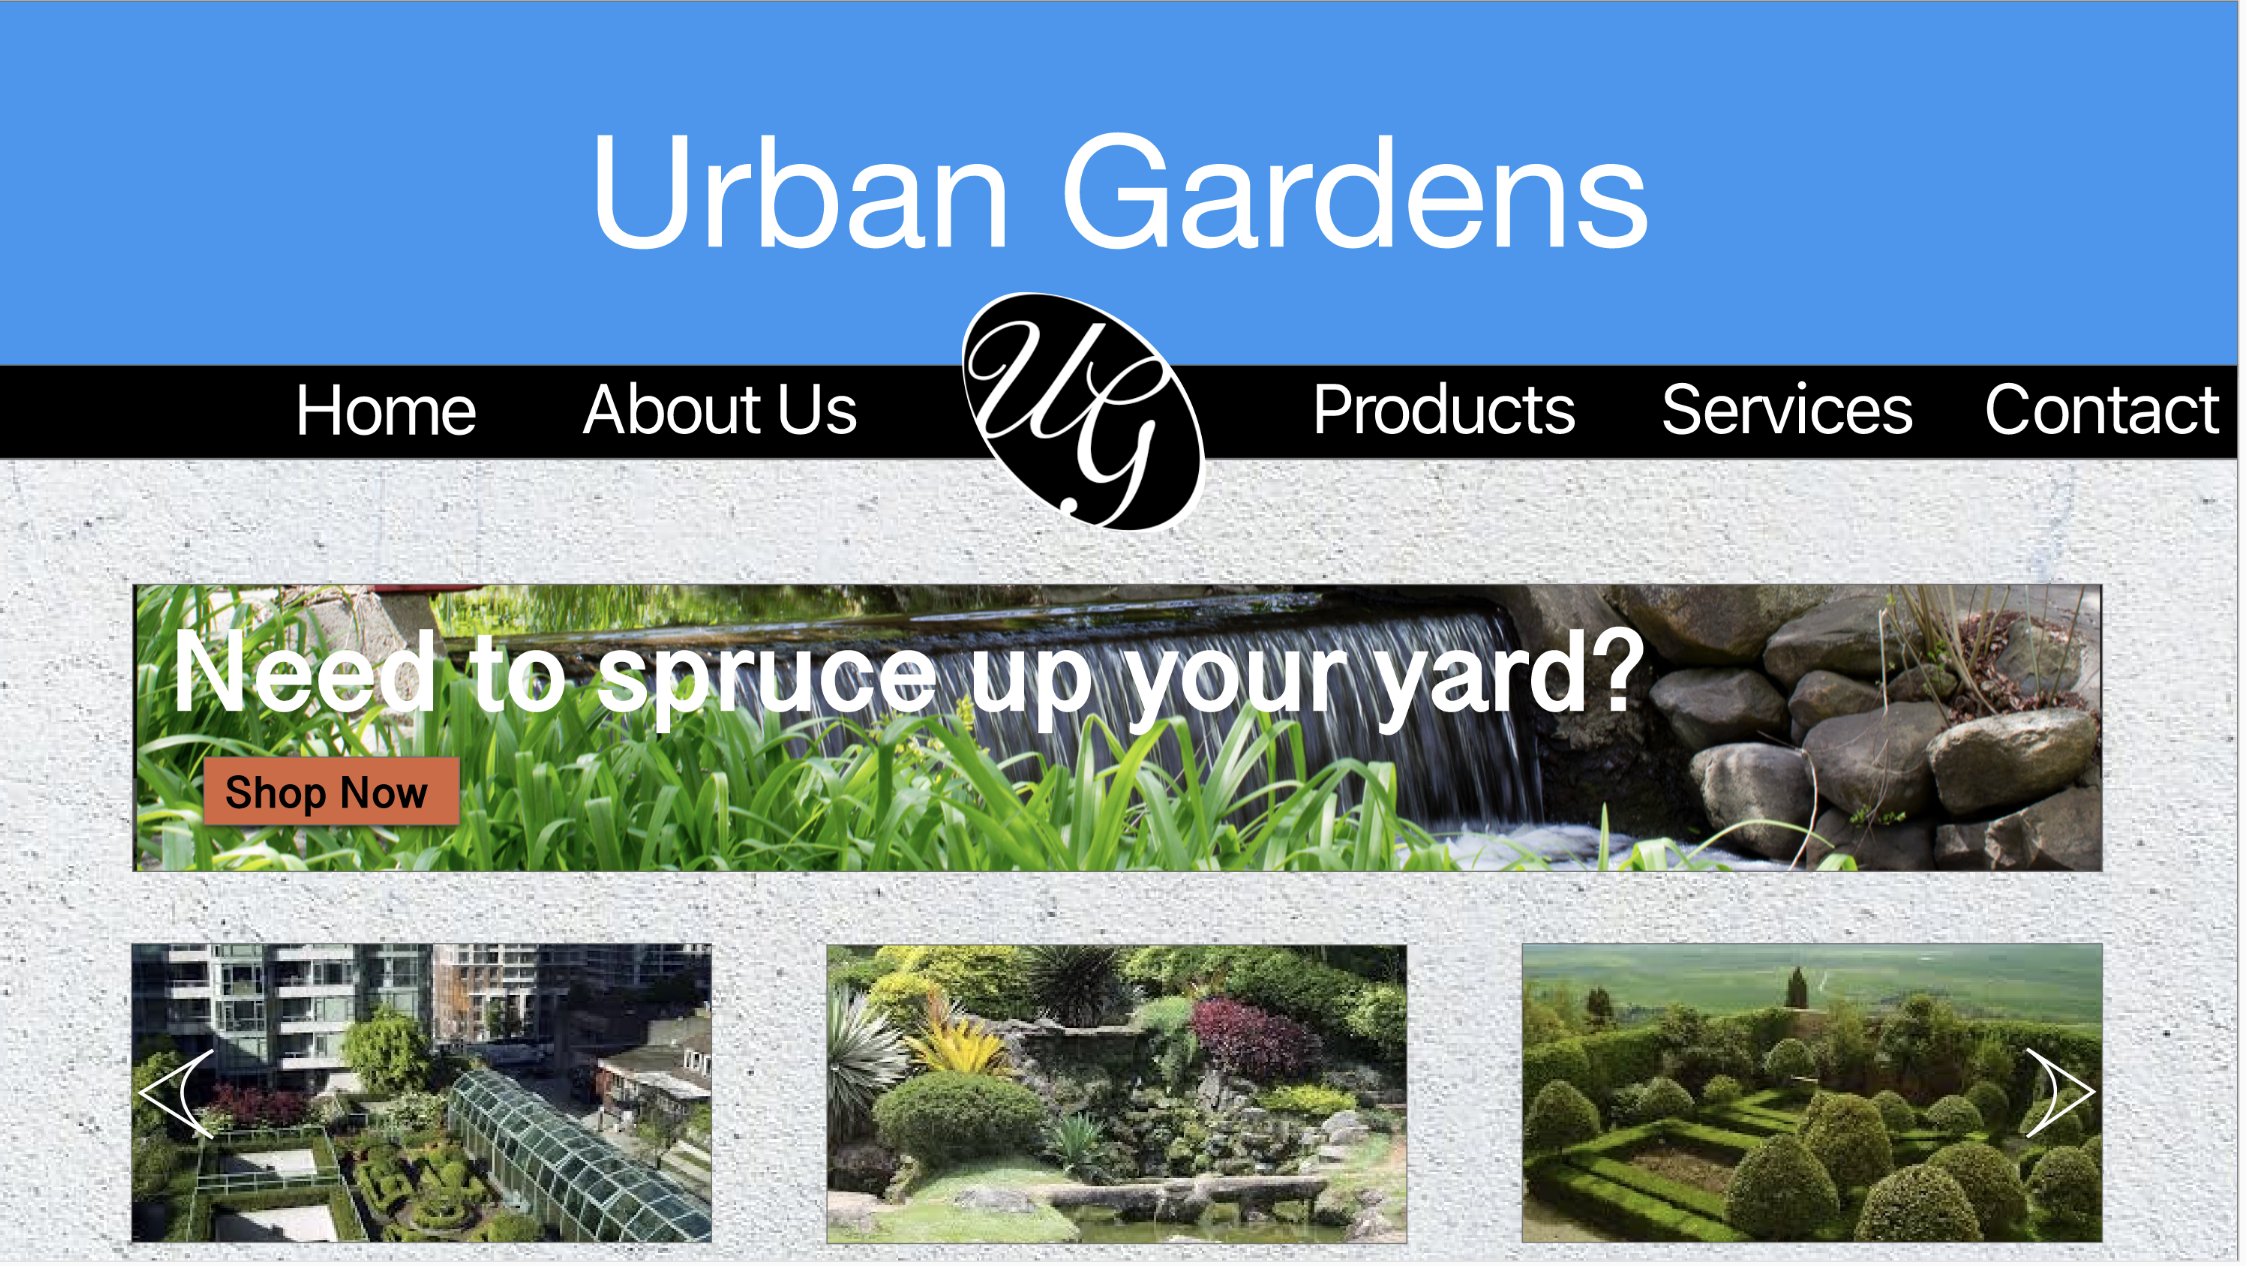 Urban Gardens
UG
Home About Us Products Services Contact
Need to spruce up your yard?
Shop Now